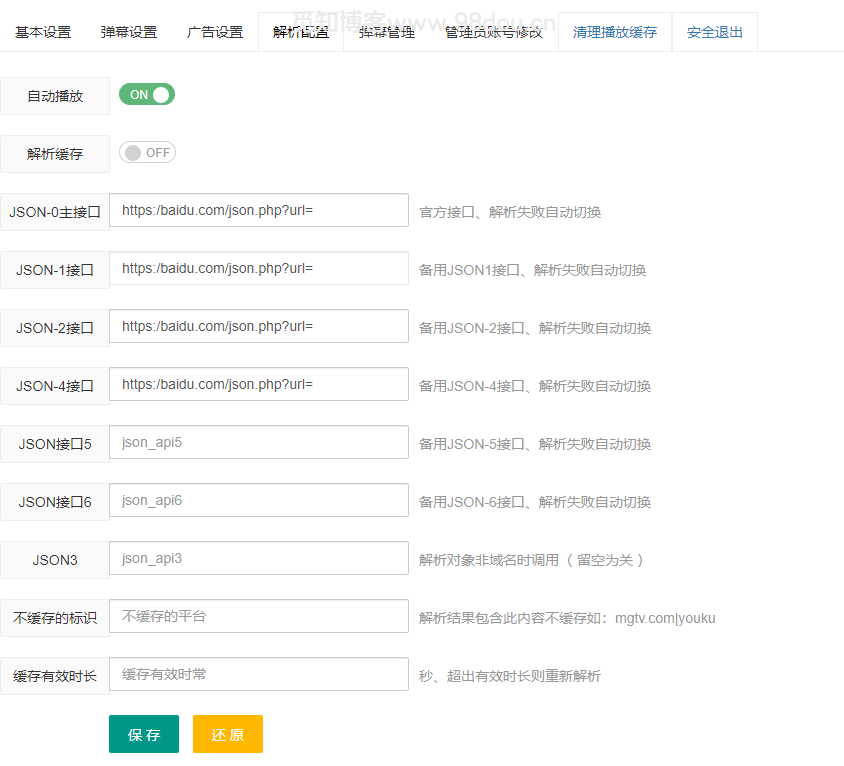 觅知博客www.98dou.cn
基本设置 弹幕设置 广告设置 解析配置 弹幕管理 管理员账号修改 清理播放缓存 安全退出
自动播放 ON
解析缓存 OFF
JSON-0主接口 https:/baidu.com/json.php?url= 官方接口、解析失败自动切换
JSON-1接口 https:/baidu.com/json.php?url= 备用JSON1接口、解析失败自动切换
JSON-2接口 https:/baidu.com/json.php?url= 备用JSON-2接口、解析失败自动切换
JSON-4接口 https:/baidu.com/json.php?url= 备用JSON-4接口、解析失败自动切换
JSON接口5 json_api5 备用JSON-5接口、解析失败自动切换
JSON接口6 json_api6 备用JSON-6接口、解析失败自动切换
JSON3 json_api3 解析对象非域名时调用（ 留空为关 ）
不缓存的标识 不缓存的平台 解析结果包含此内容不缓存如：mgtv.com|youku
缓存有效时长 缓存有效时常 秒、超出有效时长则重新解析
保 存 还 原